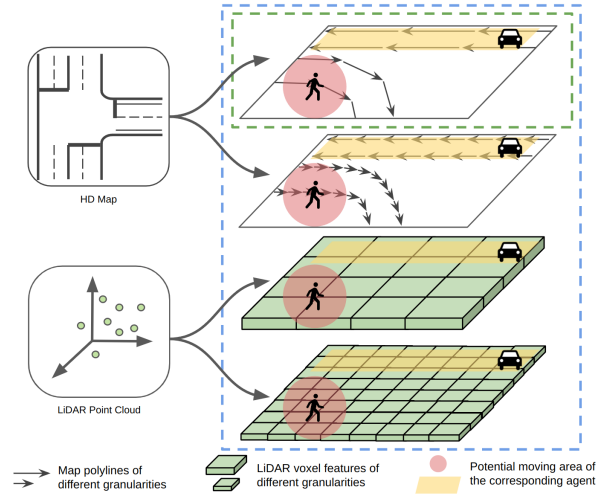 HD Map
LiDAR Point Cloud
Map polylines of
different granularities
LiDAR voxel features of
different granularities
Potential moving area of
the corresponding agent